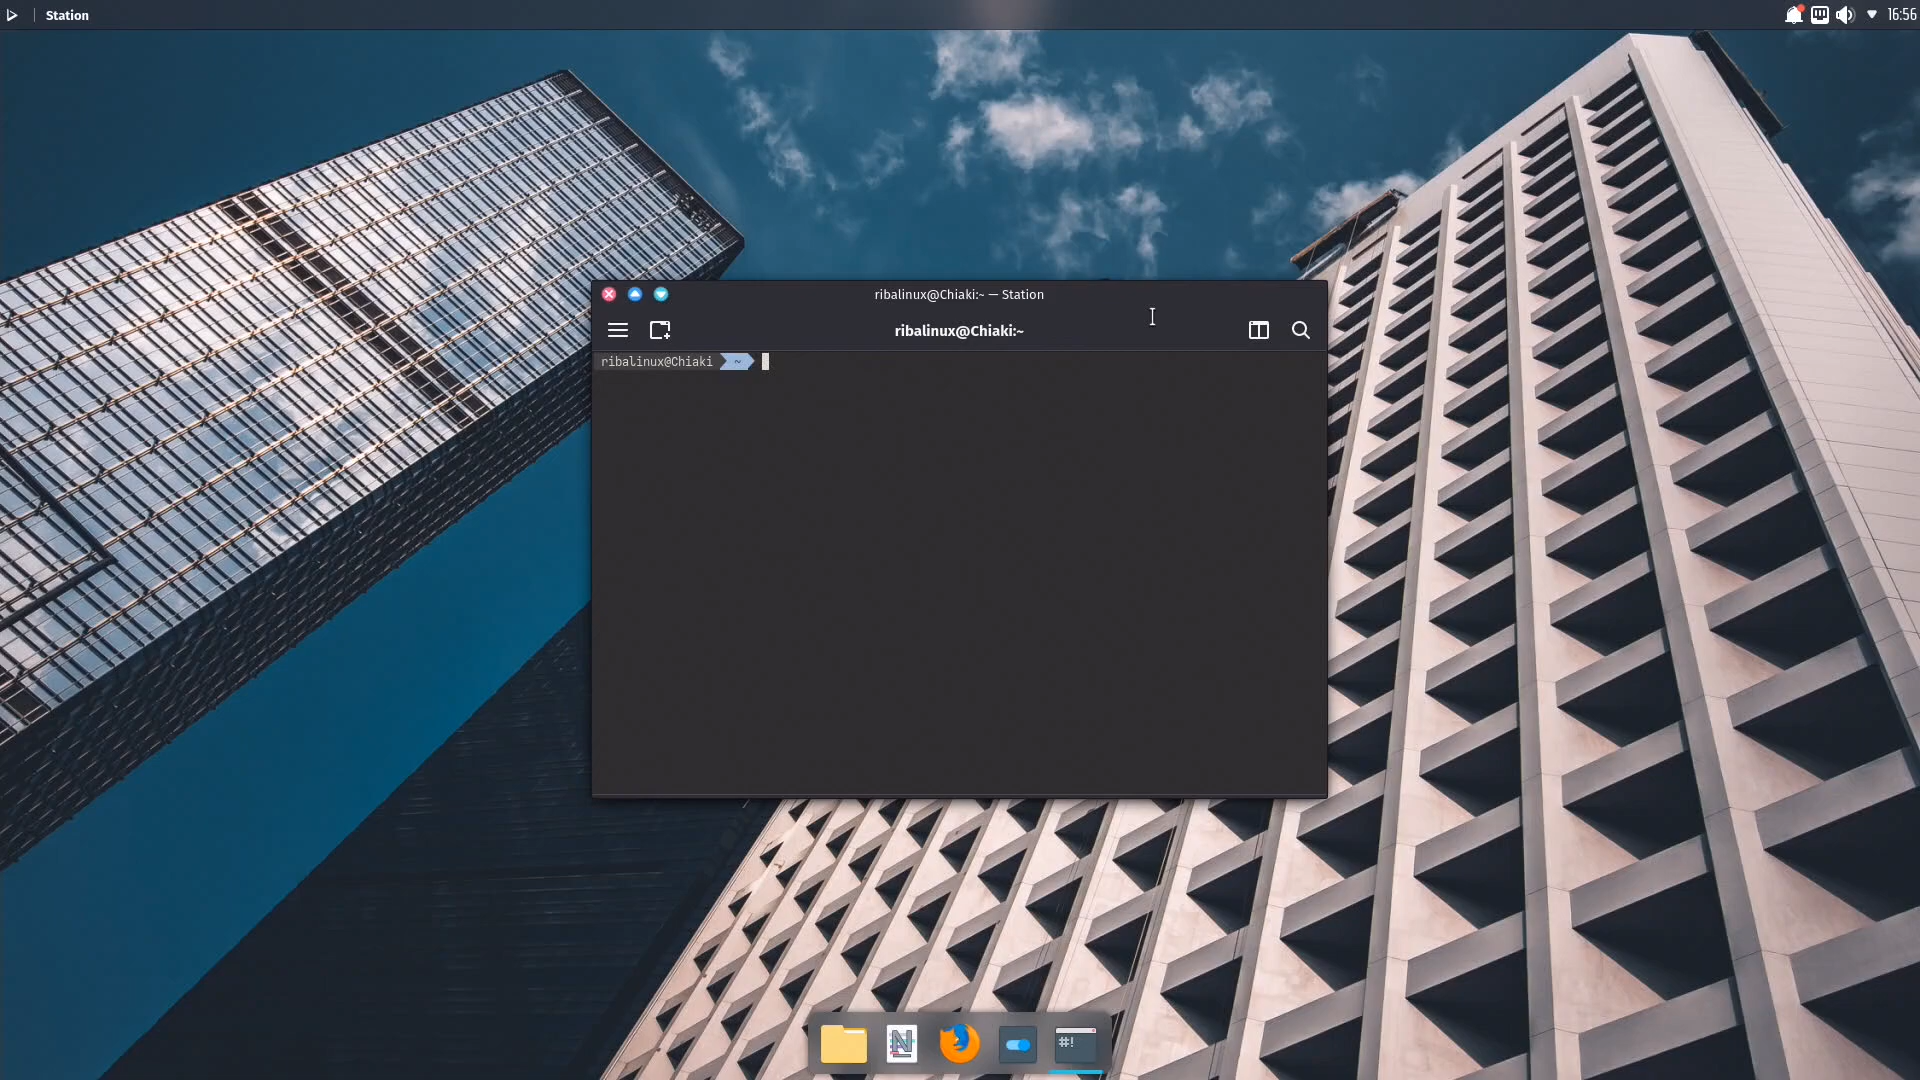 Station
16:56
ribalinux@Chiaki:~ — Station
ribalinux@Chiaki:~
ribalinux@Chiaki ~
N
#!